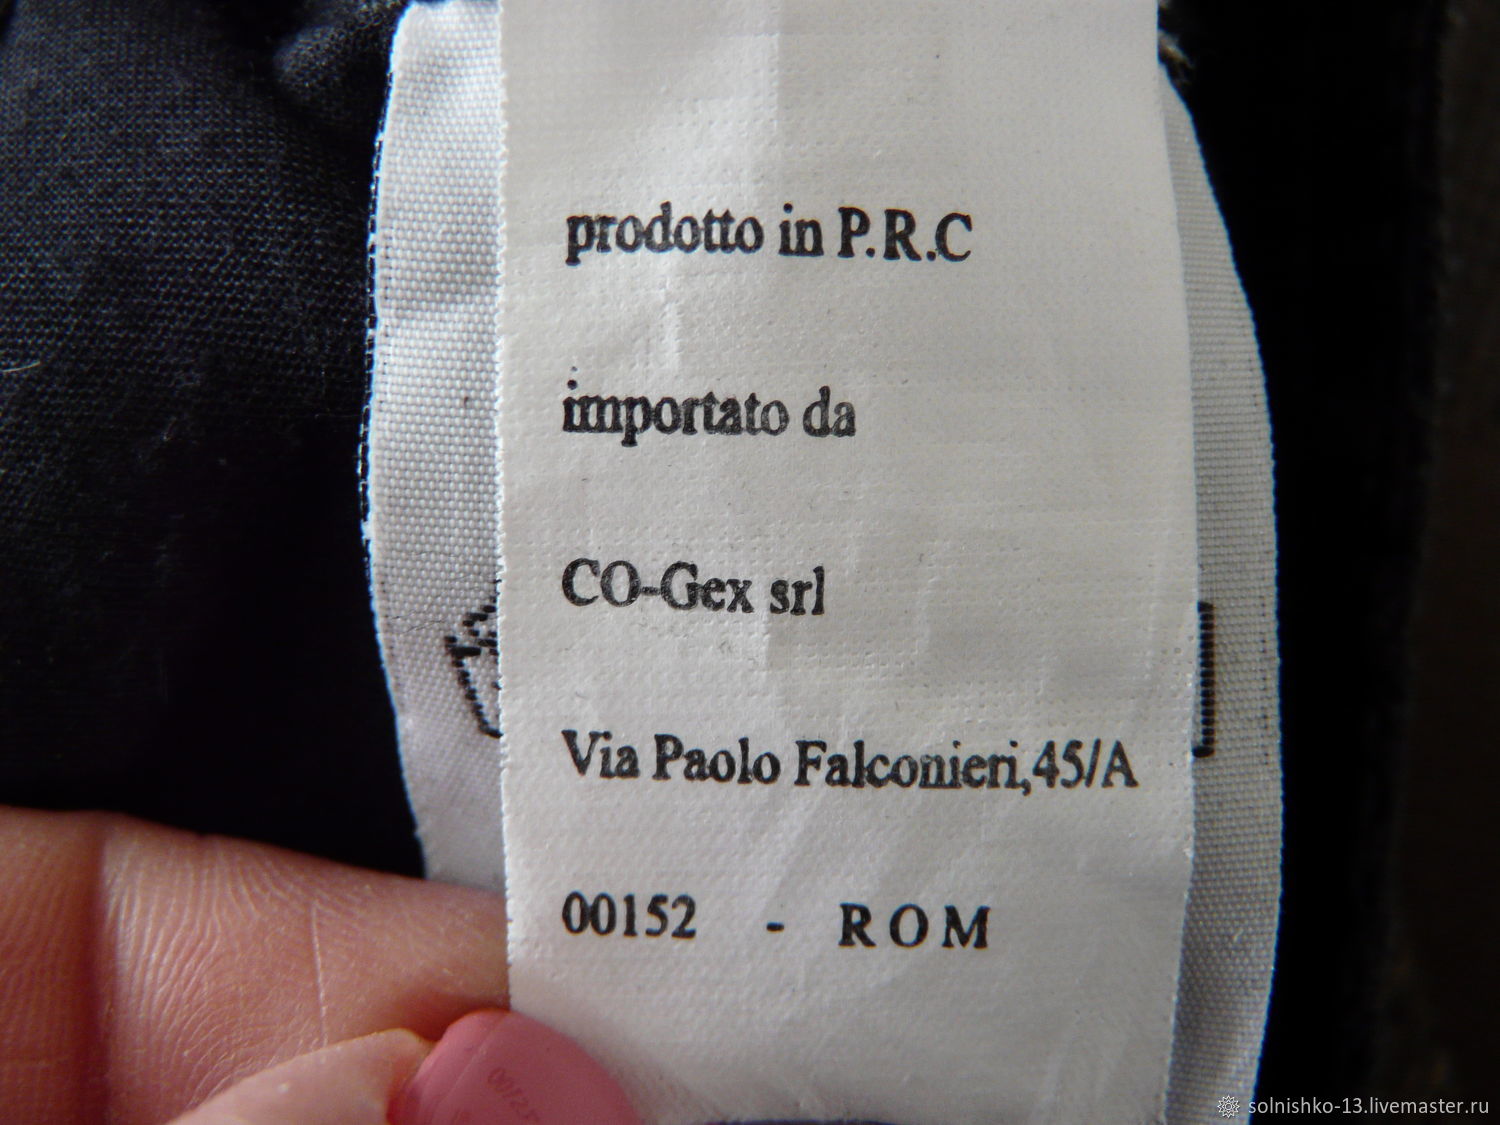 prodotto in P.R.C
importato da
CO-Gex srl
Via Paolo Falconieri,45/A
00152 - ROM
solnishko-13.livemaster.ru